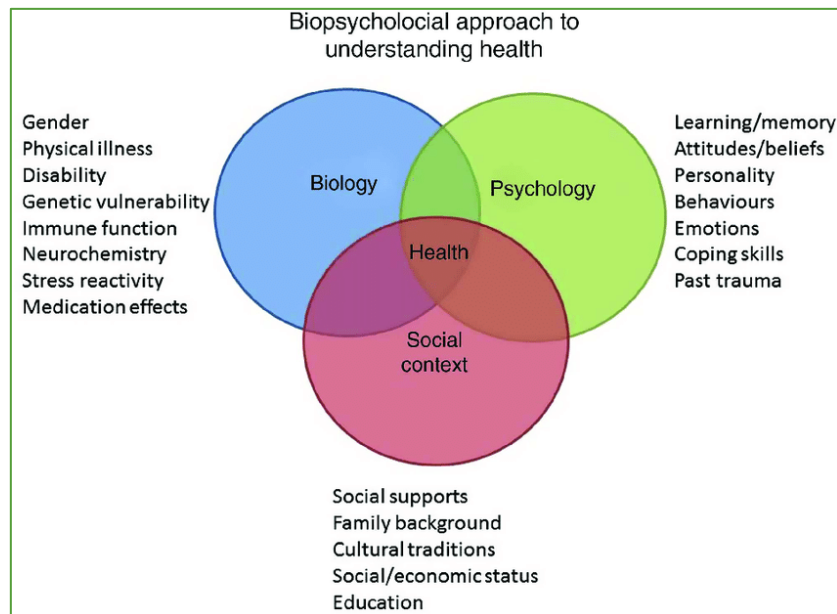 Biopsycholocial approach to
understanding health
Gender
Physical illness
Disability
Genetic vulnerability
Immune function
Neurochemistry
Stress reactivity
Medication effects
Biology
Psychology
Health
Social
context
Learning/memory
Attitudes/beliefs
Personality
Behaviours
Emotions
Coping skills
Past trauma
Social supports
Family background
Cultural traditions
Social/economic status
Education